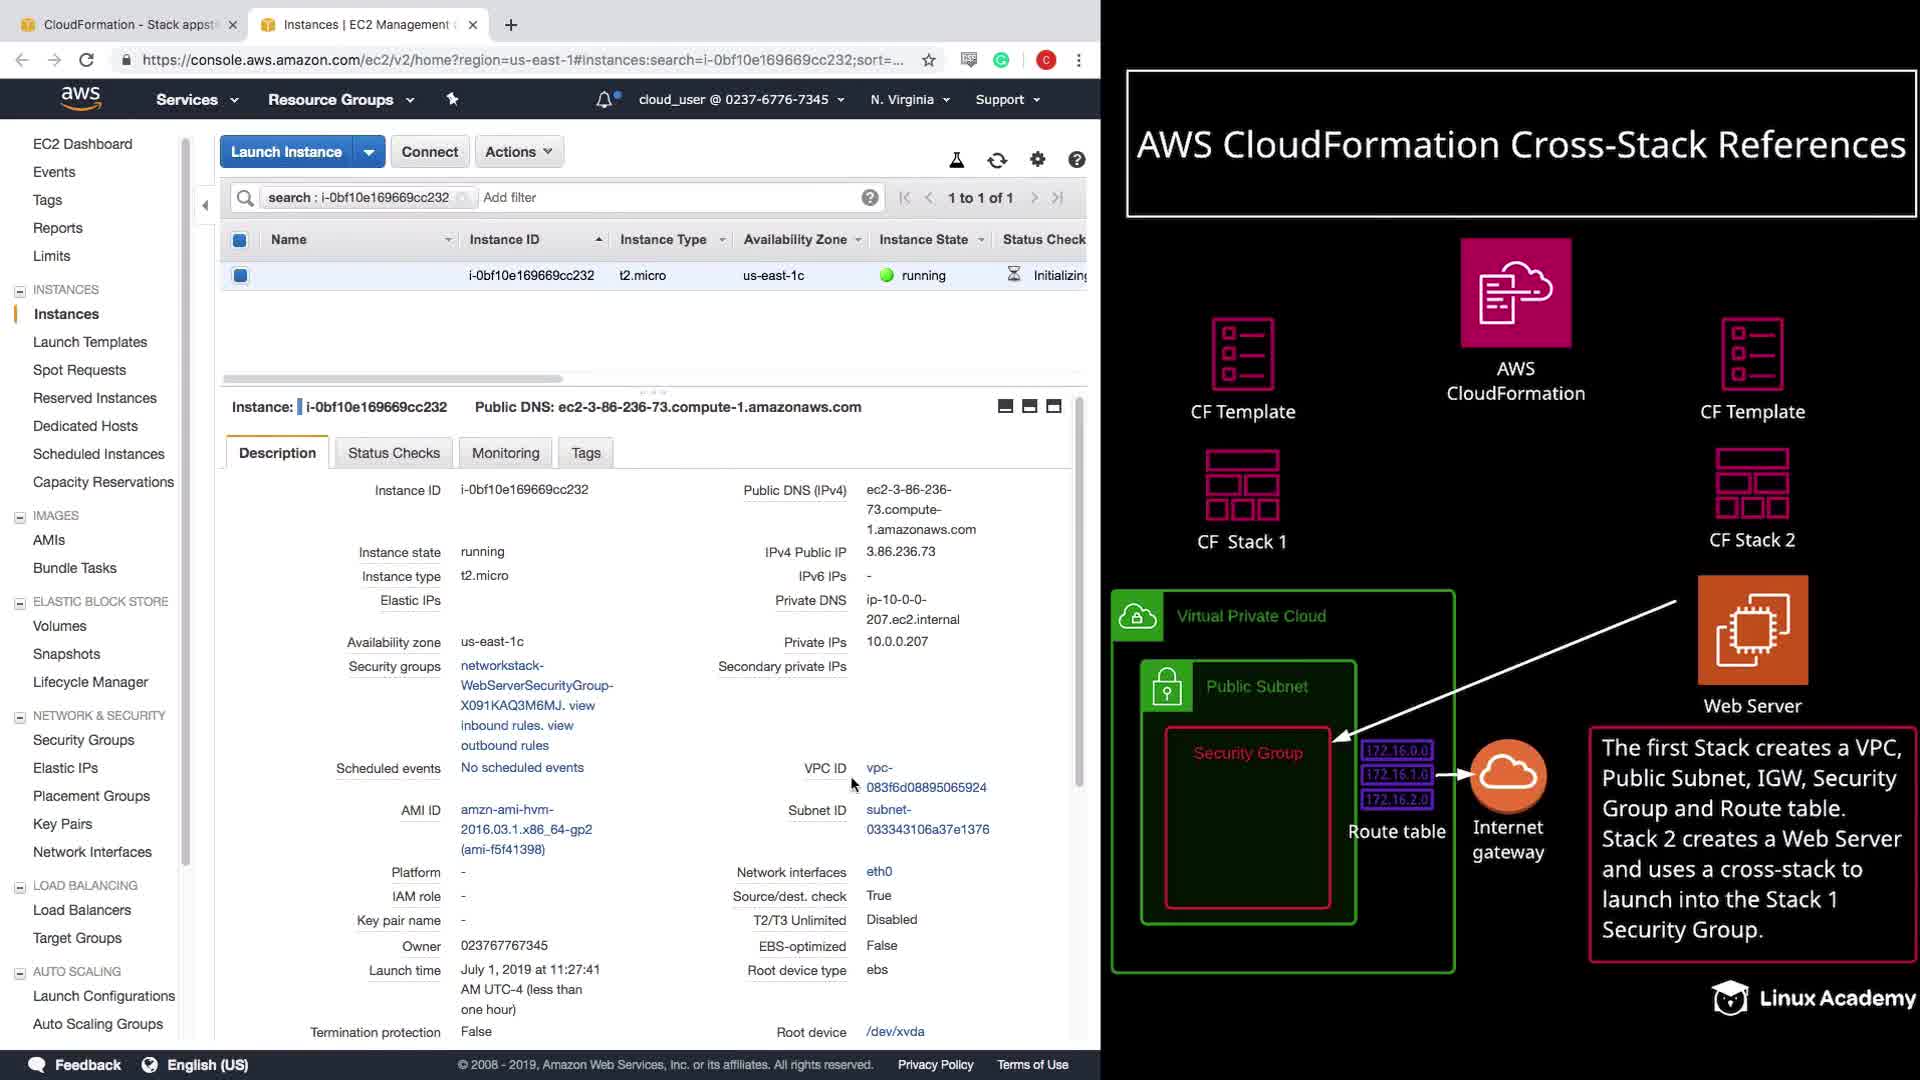 CloudFormation - Stack appst
Instances | EC2 Management
https://console.aws.amazon.com/ec2/v2/home?region=us-east-1#Instances:search=i-0bf10e169669cc232;sort=...
C
aws
Services
Resource Groups
cloud_user @ 0237-6776-7345
N. Virginia
Support
EC2 Dashboard
Events
Tags
Reports
Limits
INSTANCES
Instances
Launch Templates
Spot Requests
Reserved Instances
Dedicated Hosts
Scheduled Instances
Capacity Reservations
IMAGES
AMIs
Bundle Tasks
ELASTIC BLOCK STORE
Volumes
Snapshots
Lifecycle Manager
NETWORK & SECURITY
Security Groups
Elastic IPs
Placement Groups
Key Pairs
Network Interfaces
LOAD BALANCING
Load Balancers
Target Groups
AUTO SCALING
Launch Configurations
Auto Scaling Groups
Launch Instance
Connect
Actions
search : i-0bf10e169669cc232
Add filter
1 to 1 of 1
Name
Instance ID
Instance Type
Availability Zone
Instance State
Status Check
i-0bf10e169669cc232
t2.micro
us-east-1c
running
Initializing
Instance: i-0bf10e169669cc232
Public DNS: ec2-3-86-236-73.compute-1.amazonaws.com
Description
Status Checks
Monitoring
Tags
Instance ID
i-0bf10e169669cc232
Instance state
running
Instance type
t2.micro
Elastic IPs
Availability zone
us-east-1c
Security groups
networkstack-
WebServerSecurityGroup-
X091KAQ3M6MJ. view
inbound rules. view
outbound rules
Scheduled events
No scheduled events
AMI ID
amzn-ami-hvm-
2016.03.1.x86_64-gp2
(ami-f5f41398)
Platform
-
IAM role
-
Key pair name
-
Owner
023767767345
Launch time
July 1, 2019 at 11:27:41
AM UTC-4 (less than
one hour)
Termination protection
False
Public DNS (IPv4)
ec2-3-86-236-
73.compute-
1.amazonaws.com
IPv4 Public IP
3.86.236.73
IPv6 IPs
-
Private DNS
ip-10-0-0-
207.ec2.internal
Private IPs
10.0.0.207
Secondary private IPs
VPC ID
vpc-
083f6d08895065924
Subnet ID
subnet-
033343106a37e1376
Network interfaces
eth0
Source/dest. check
True
T2/T3 Unlimited
Disabled
EBS-optimized
False
Root device type
ebs
Root device
/dev/xvda
Feedback
English (US)
© 2008 - 2019, Amazon Web Services, Inc. or its affiliates. All rights reserved.
Privacy Policy
Terms of Use
AWS CloudFormation Cross-Stack References
AWS
CloudFormation
CF Template
CF Template
CF Stack 1
CF Stack 2
Virtual Private Cloud
Public Subnet
Security Group
172.16.0.0
172.16.1.0
172.16.2.0
Route table
Internet
gateway
Web Server
The first Stack creates a VPC,
Public Subnet, IGW, Security
Group and Route table.
Stack 2 creates a Web Server
and uses a cross-stack to
launch into the Stack 1
Security Group.
Linux Academy